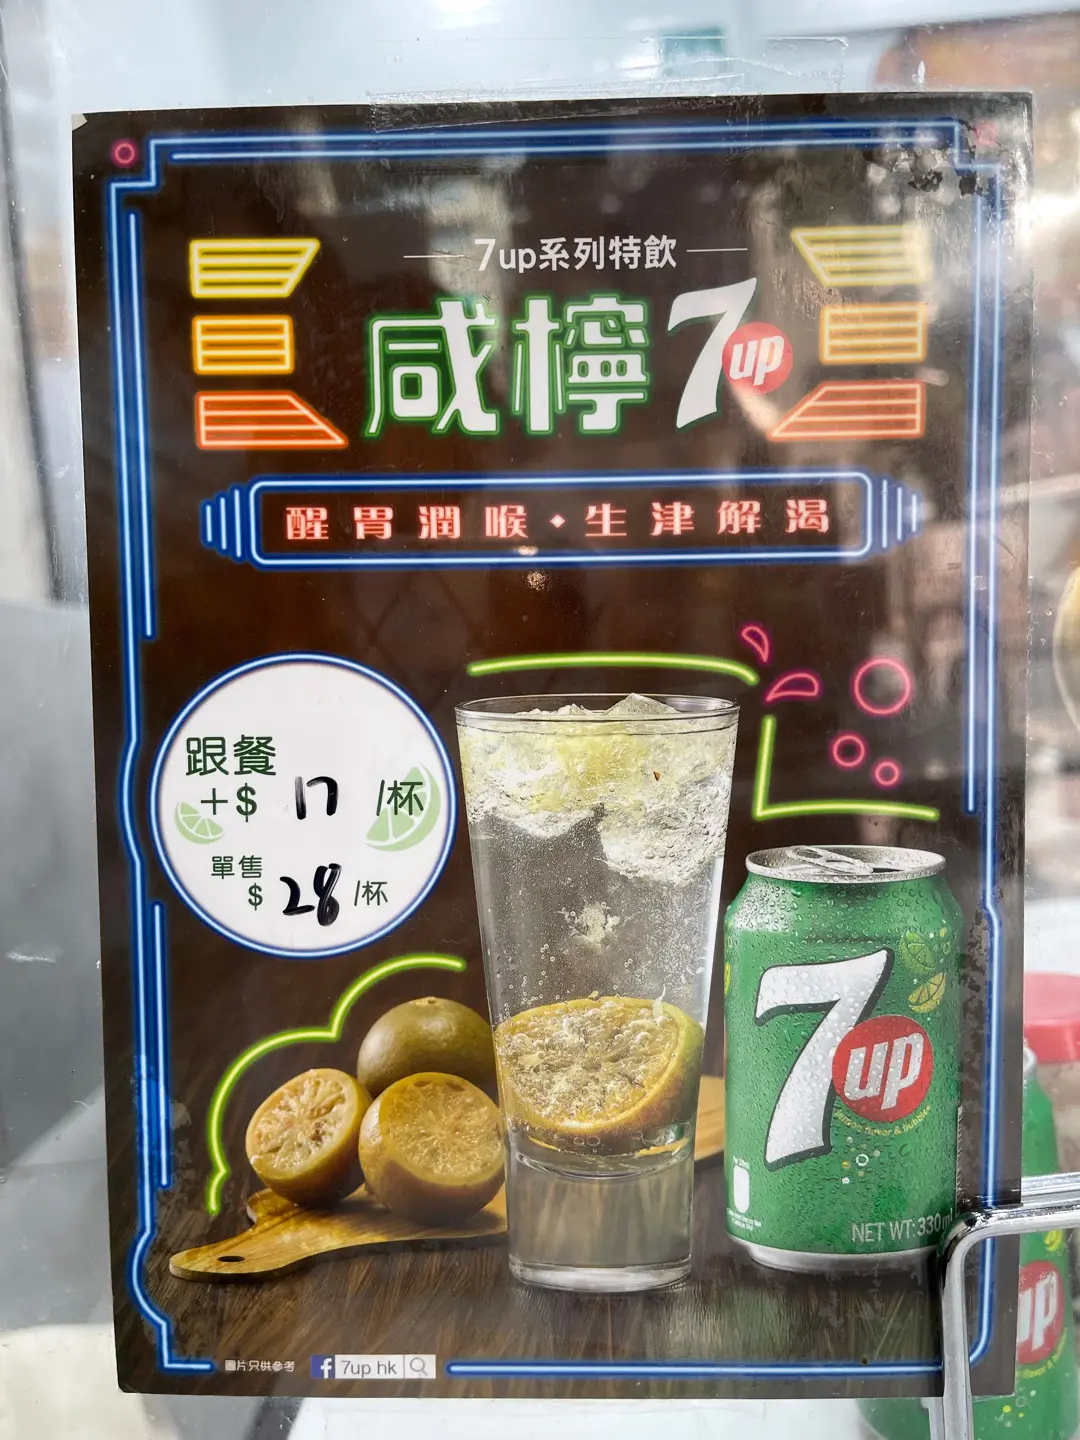 7up系列特飲
咸檸7up
醒胃潤喉・生津解渴
跟餐
+$ 17 /杯
單售
$ 28 /杯
7up
NET WT: 330ml
圖片只供参考
f 7up hk
up